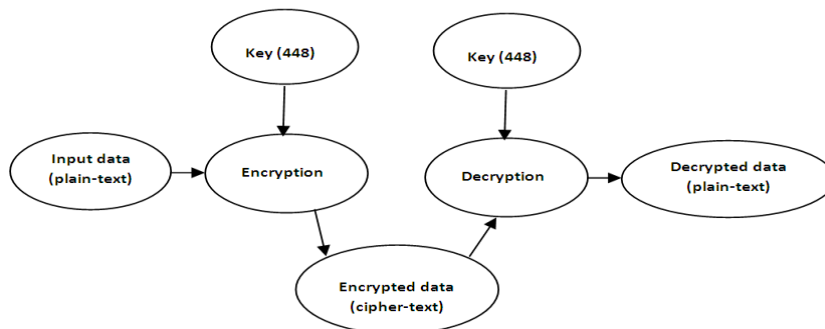 Key (448)
Key (448)
Input data
(plain-text)
Encryption
Decryption
Decrypted data
(plain-text)
Encrypted data
(cipher-text)